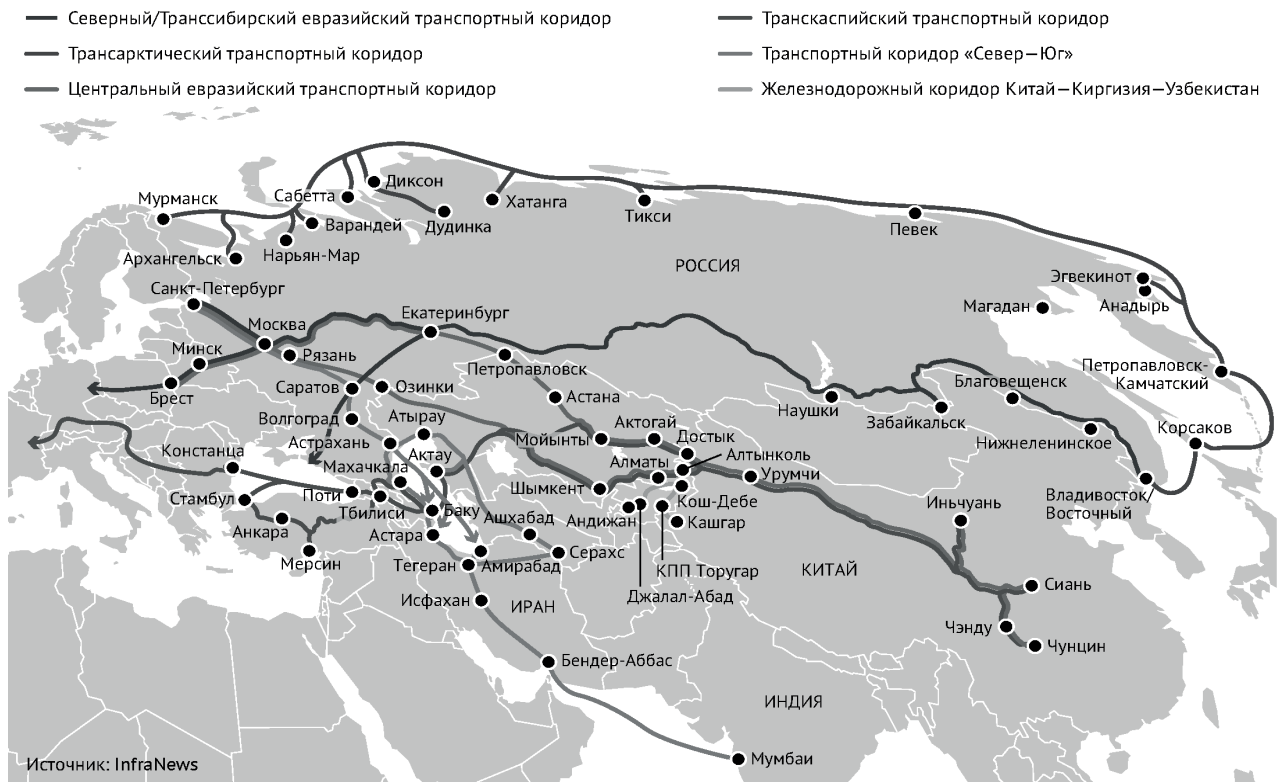 Северный/Транссибирский евразийский транспортный коридор
Трансарктический транспортный коридор
Центральный евразийский транспортный коридор
Транскаспийский транспортный коридор
Транспортный коридор «Север—Юг»
Железнодорожный коридор Китай—Киргизия—Узбекистан
Мурманск
Сабетта
Диксон
Хатанга
Тикси
Дудинка
Варандей
Певек
Нарьян-Мар
Архангельск
РОССИЯ
Эгвекинот
Анадырь
Магадан
Санкт-Петербург
Москва
Екатеринбург
Минск
Рязань
Петропавловск
Петропавловск-
Камчатский
Брест
Саратов
Озинки
Астана
Наушки
Забайкальск
Благовещенск
Волгоград
Атырау
Актогай
Нижнеленинское
Корсаков
Астрахань
Мойынты
Достык
Констанца
Махачкала
Актау
Алматы
Алтынколь
Урумчи
Стамбул
Поти
Шымкент
Кош-Дебе
Владивосток/
Восточный
Тбилиси
Баку
Ашхабад
Андижан
Кашгар
Иньчуань
Анкара
Астара
Мерсин
Тегеран
Амирабад
Серахс
КПП Торугар
КИТАЙ
Сиань
Джалал-Абад
Исфахан
ИРАН
Чэнду
Чунцин
Бендер-Аббас
ИНДИЯ
Мумбаи
Источник: InfraNews